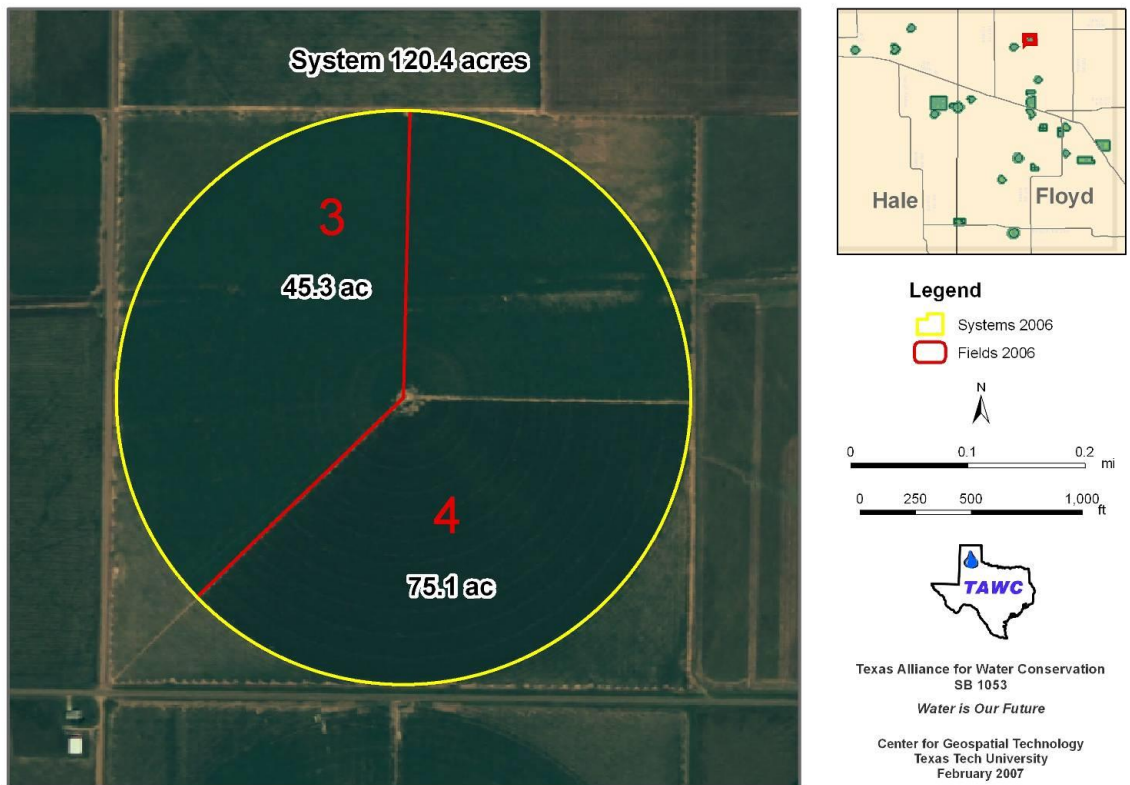 System 120.4 acres
3
45.3 ac
4
75.1 ac
Hale
Floyd
Legend
Systems 2006
Fields 2006
N
0 0.1 0.2
mi
0 250 500 1,000
ft
TAWC
Texas Alliance for Water Conservation
SB 1053
Water is Our Future
Center for Geospatial Technology
Texas Tech University
February 2007